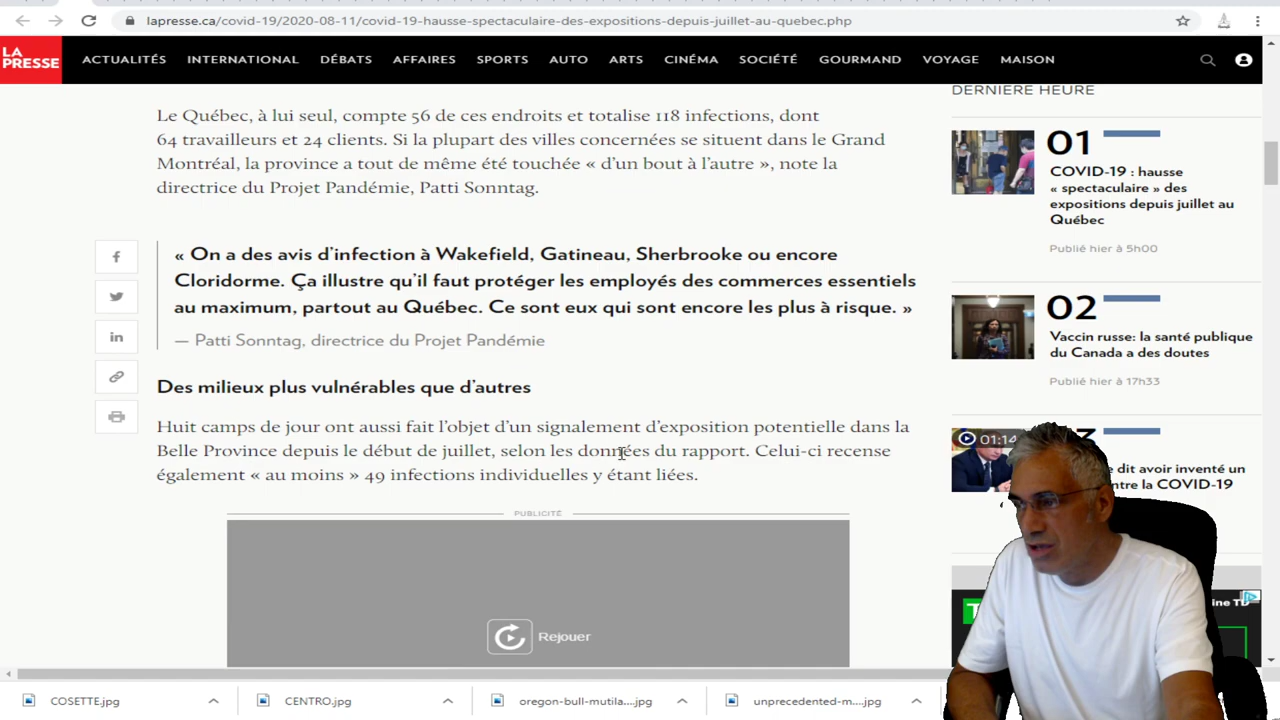 lapresse.ca/covid-19/2020-08-11/covid-19-hausse-spectaculaire-des-expositions-depuis-juillet-au-quebec.php
LA PRESSE
ACTUALITÉS INTERNATIONAL DÉBATS AFFAIRES SPORTS AUTO ARTS CINÉMA SOCIÉTÉ GOURMAND VOYAGE MAISON
Le Québec, à lui seul, compte 56 de ces endroits et totalise 118 infections, dont
64 travailleurs et 24 clients. Si la plupart des villes concernées se situent dans le Grand
Montréal, la province a tout de même été touchée « d'un bout à l'autre », note la
directrice du Projet Pandémie, Patti Sonntag.
« On a des avis d'infection à Wakefield, Gatineau, Sherbrooke ou encore
Cloridorme. Ça illustre qu'il faut protéger les employés des commerces essentiels
au maximum, partout au Québec. Ce sont eux qui sont encore les plus à risque. »
— Patti Sonntag, directrice du Projet Pandémie
Des milieux plus vulnérables que d'autres
Huit camps de jour ont aussi fait l'objet d'un signalement d'exposition potentielle dans la
Belle Province depuis le début de juillet, selon les données du rapport. Celui-ci recense
également « au moins » 49 infections individuelles y étant liées.
PUBLICITÉ
Rejouer
DERNIÈRE HEURE
01
COVID-19 : hausse
« spectaculaire » des
expositions depuis juillet au
Québec
Publié hier à 5h00
02
Vaccin russe: la santé publique
du Canada a des doutes
Publié hier à 17h33
01:14
dit avoir inventé un
ntre la COVID-19
ine TD
COSETTE.jpg
CENTRO.jpg
oregon-bull-mutila....jpg
unprecedented-m....jpg